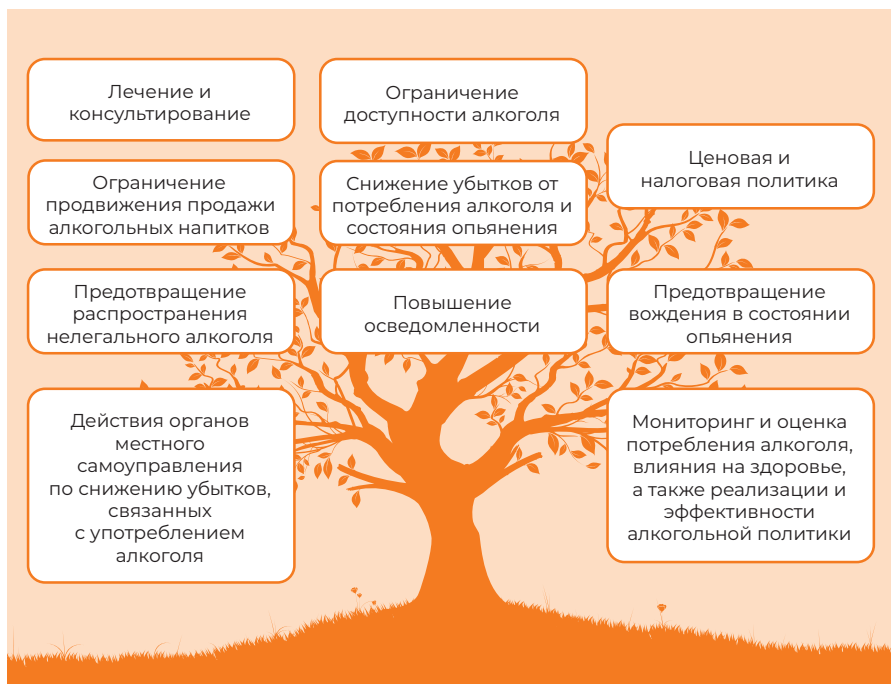 Лечение и
консультирование
Ограничение
доступности алкоголя
Ценовая и
налоговая политика
Ограничение
продвижения продажи
алкогольных напитков
Снижение убытков от
потребления алкоголя и
состояния опьянения
Предотвращение
распространения
нелегального алкоголя
Повышение
осведомленности
Предотвращение
вождения в состоянии
опьянения
Действия органов
местного
самоуправления
по снижению убытков,
связанных
с употреблением
алкоголя
Мониторинг и оценка
потребления алкоголя,
влияния на здоровье,
а также реализации и
эффективности
алкогольной политики